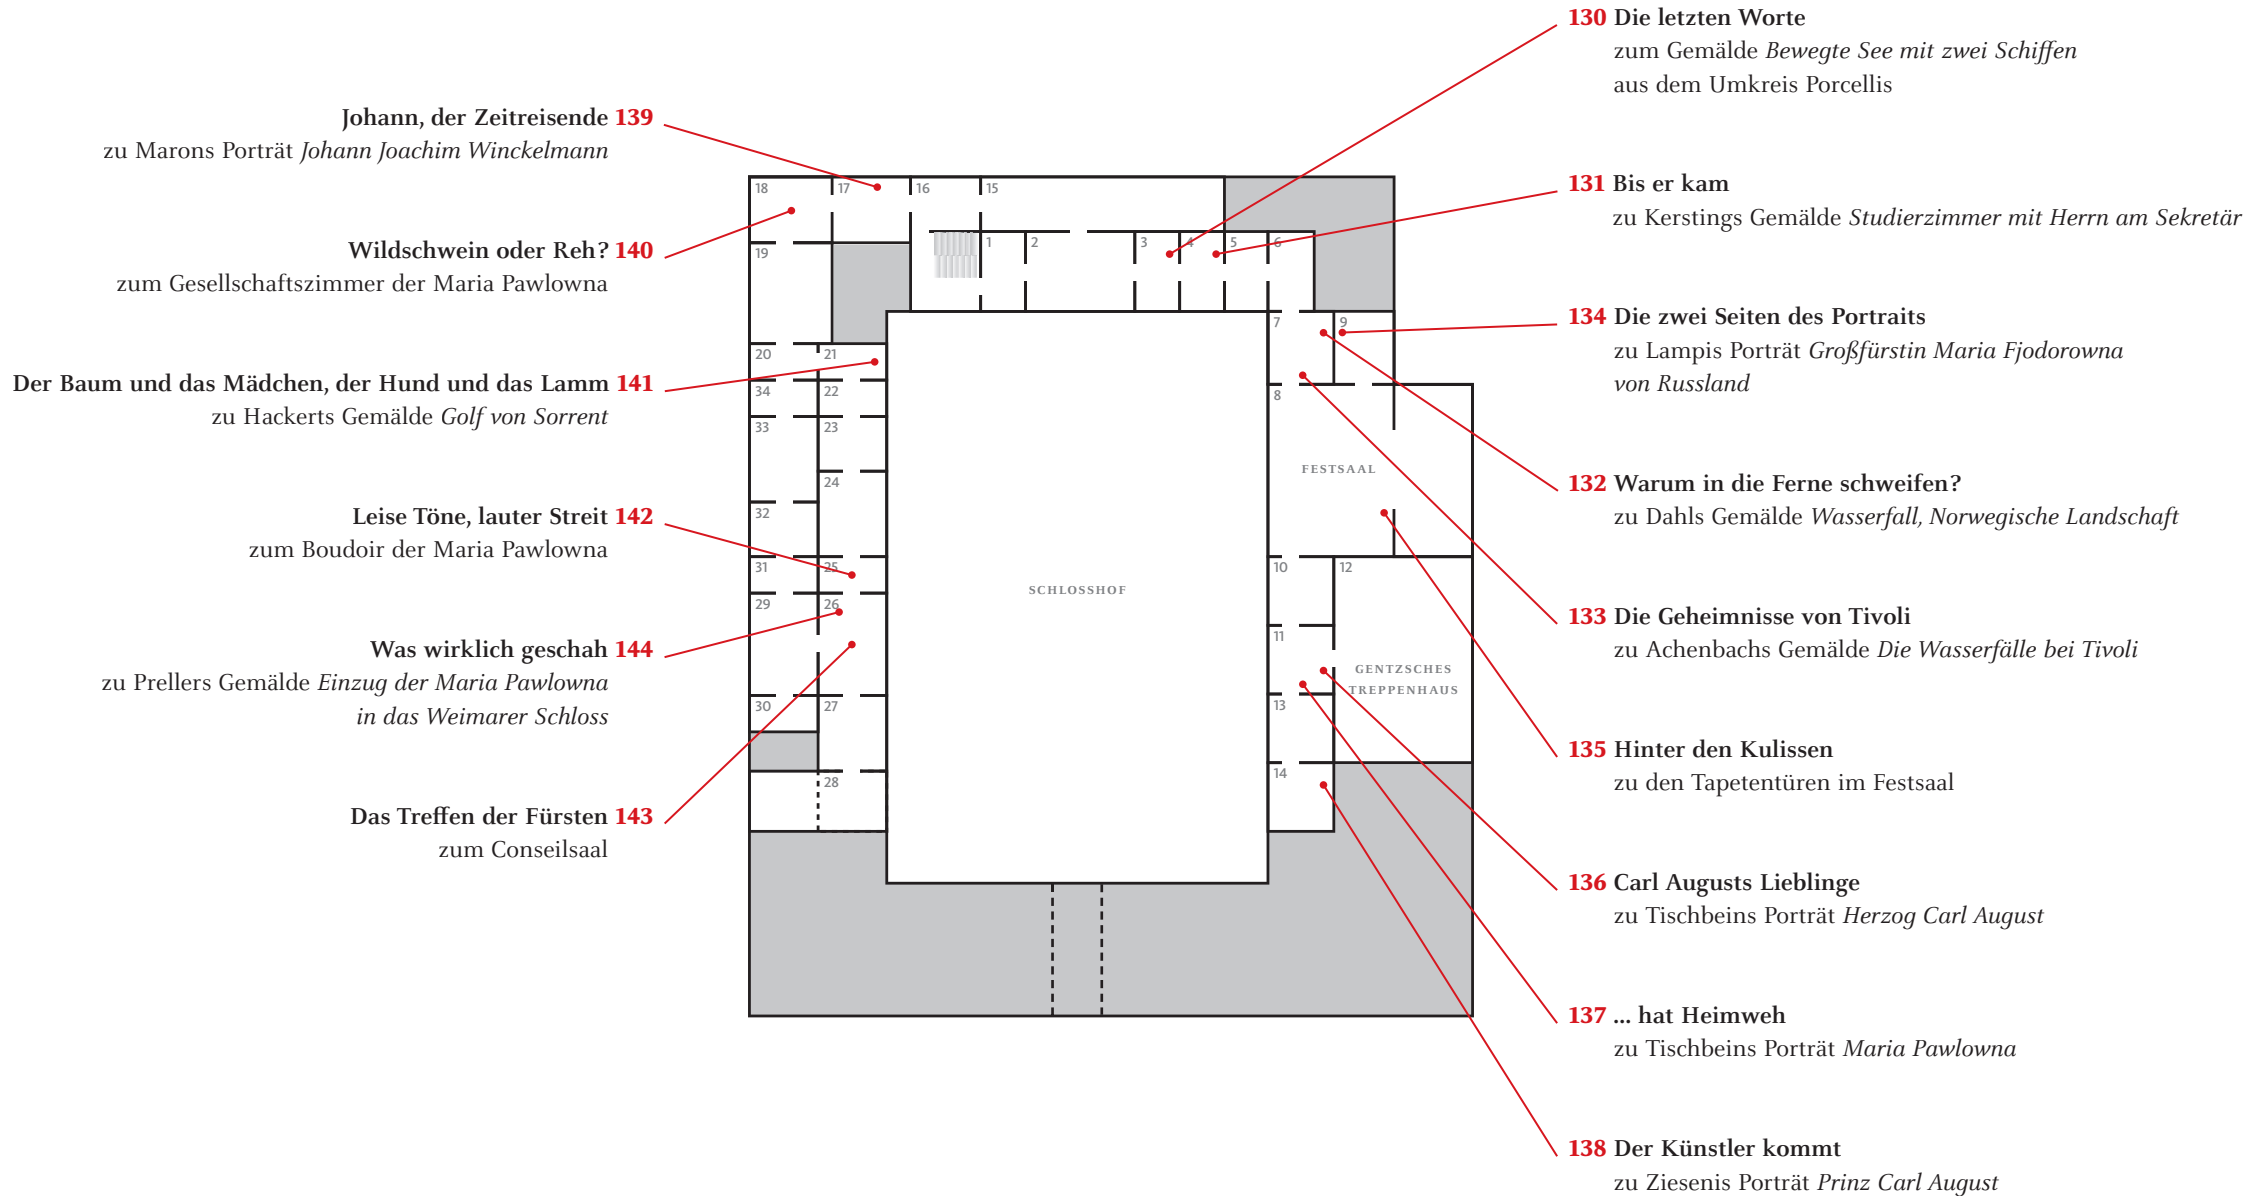 130 Die letzten Worte
zum Gemälde Bewegte See mit zwei Schiffen
aus dem Umkreis Porcellis
Johann, der Zeitreisende 139
zu Marons Porträt Johann Joachim Winckelmann
131 Bis er kam
zu Kerstings Gemälde Studierzimmer mit Herrn am Sekretär
Wildschwein oder Reh? 140
zum Gesellschaftszimmer der Maria Pawlowna
134 Die zwei Seiten des Portraits
zu Lampis Porträt Großfürstin Maria Fjodorowna
von Russland
Der Baum und das Mädchen, der Hund und das Lamm 141
zu Hackerts Gemälde Golf von Sorrent
132 Warum in die Ferne schweifen?
zu Dahls Gemälde Wasserfall, Norwegische Landschaft
Leise Töne, lauter Streit 142
zum Boudoir der Maria Pawlowna
133 Die Geheimnisse von Tivoli
zu Achenbachs Gemälde Die Wasserfälle bei Tivoli
Was wirklich geschah 144
zu Prellers Gemälde Einzug der Maria Pawlowna
in das Weimarer Schloss
135 Hinter den Kulissen
zu den Tapetentüren im Festsaal
Das Treffen der Fürsten 143
zum Conseilsaal
136 Carl Augusts Lieblinge
zu Tischbeins Porträt Herzog Carl August
137 ... hat Heimweh
zu Tischbeins Porträt Maria Pawlowna
138 Der Künstler kommt
zu Ziesenis Porträt Prinz Carl August
18
17
16
15
1
2
3
4
5
6
19
7
9
20
21
34
22
8
33
23
FESTSAAL
24
32
31
25
10
12
SCHLOSSHOF
29
26
11
GENTZSCHES
TREPPENHAUS
30
27
13
28
14